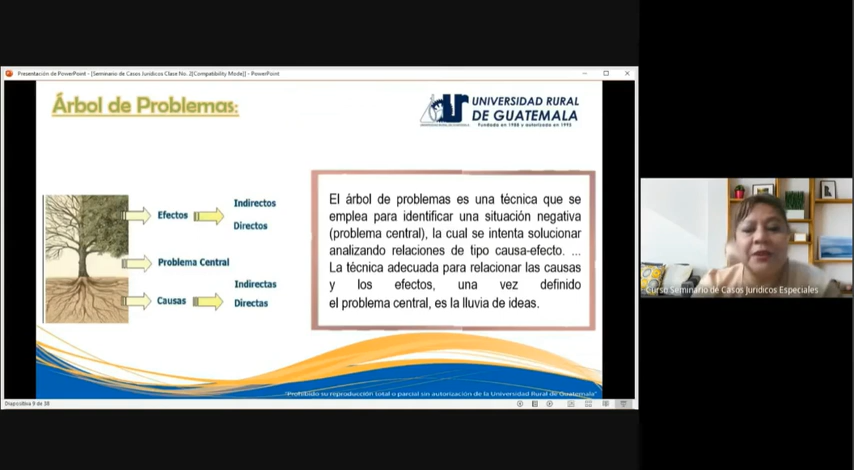 Presentación de PowerPoint - [Seminario de Casos Jurídicos Clase No. 2[Compatibility Mode]] - PowerPoint
Árbol de Problemas:
UNIVERSIDAD RURAL
DE GUATEMALA
Fundada en 1988 y autorizada en 1995
Efectos
Indirectos
Directos
Problema Central
Causas
Indirectas
Directas
El árbol de problemas es una técnica que se
emplea para identificar una situación negativa
(problema central), la cual se intenta solucionar
analizando relaciones de tipo causa-efecto. ...
La técnica adecuada para relacionar las causas
y los efectos, una vez definido
el problema central, es la lluvia de ideas.
"Prohibido su reproducción total o parcial sin autorización de la Universidad Rural de Guatemala"
Diapositiva 9 de 38
Curso Seminario de Casos Jurídicos Especiales